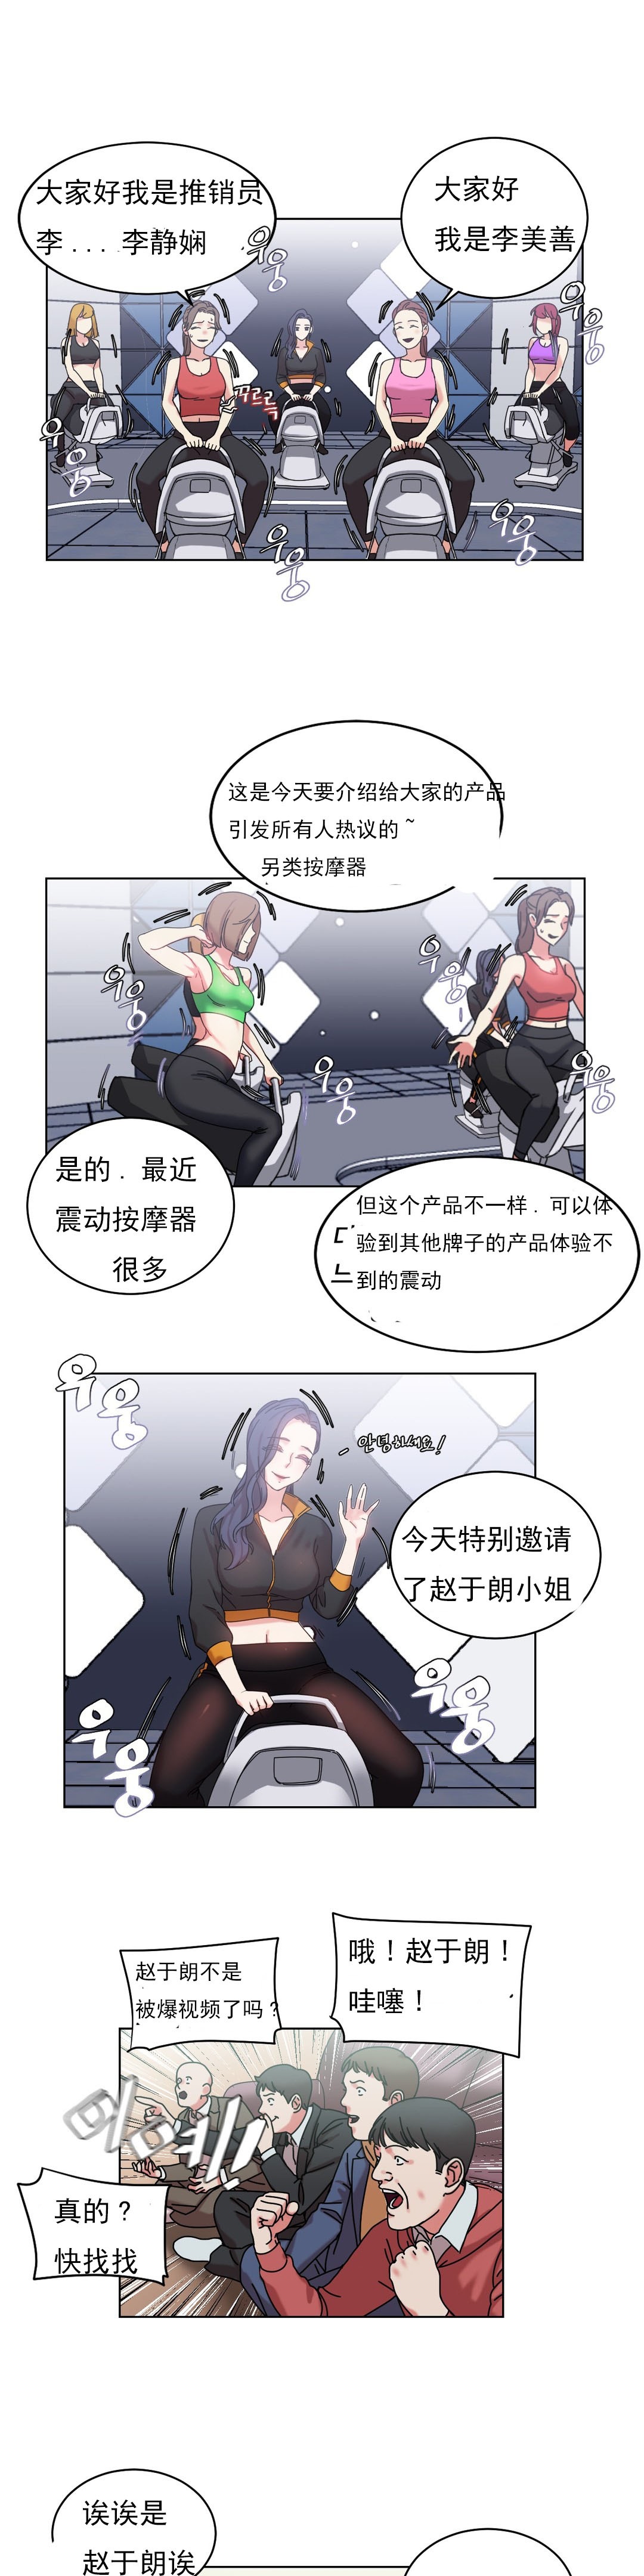 大家好我是推销员
李....李静娴
大家好
我是李美善
우웅
우웅
꾸르륵
우웅
우웅
우웅
这是今天要介绍给大家的产品
引发所有人热议的~
另类按摩器
우웅
우웅
우웅
우웅
是的. 最近
震动按摩器
很多
但这个产品不一样. 可以体
验到其他牌子的产品体验不
到的震动
우웅
안녕하세요!
今天特别邀请
了赵于朗小姐
우웅
우웅
哦！赵于朗！
哇噻！
赵于朗不是
被爆视频了吗？
真的？
快找找
诶诶是
赵于朗诶